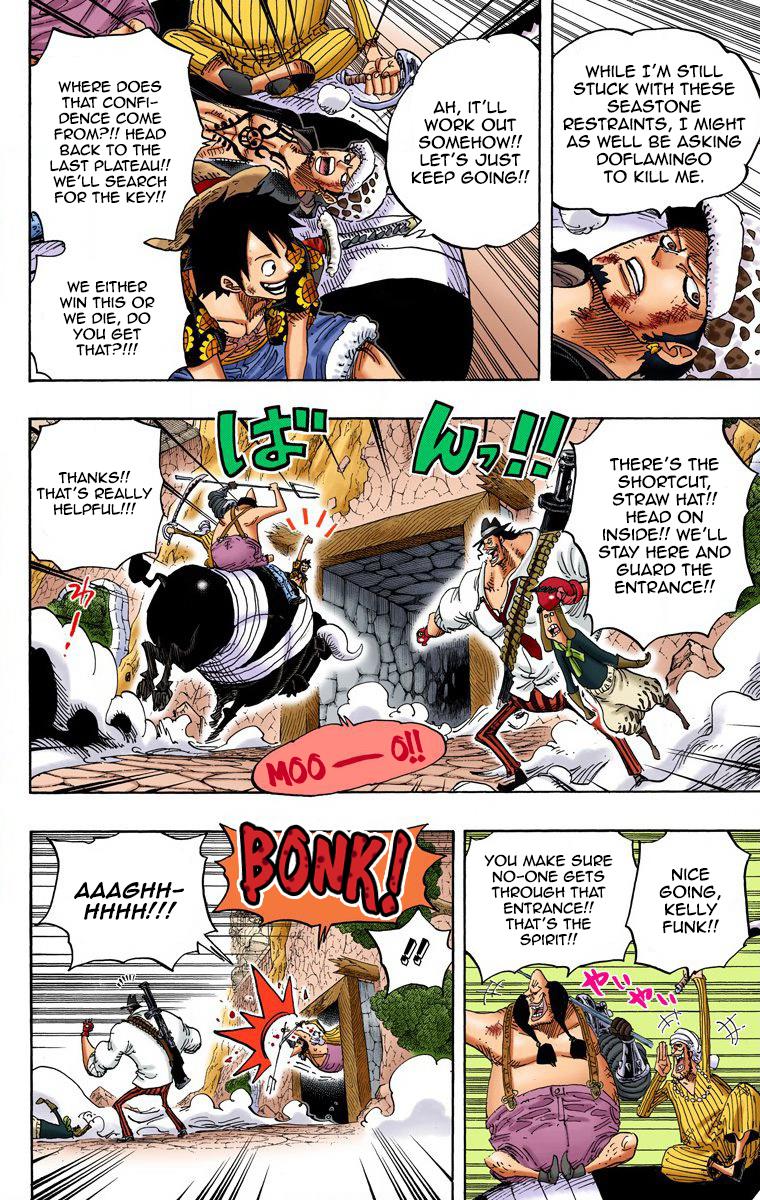 WHILE I'M STILL
STUCK WITH THESE
SEASTONE
RESTRAINTS, I MIGHT
AS WELL BE ASKING
DOFLAMINGO
TO KILL ME.
AH, IT'LL
WORK OUT
SOMEHOW!!
LET'S JUST
KEEP GOING!!
WHERE DOES
THAT CONFI-
DENCE COME
FROM?!! HEAD
BACK TO THE
LAST PLATEAU!!
WE'LL SEARCH
FOR THE KEY!!
WE EITHER
WIN THIS OR
WE DIE, DO
YOU GET
THAT?!!!
THERE'S THE
SHORTCUT,
STRAW HAT!!
HEAD ON
INSIDE!! WE'LL
STAY HERE AND
GUARD THE
ENTRANCE!!
ばんっ!!
THANKS!!
THAT'S REALLY
HELPFUL!!!
MOO — O!!
NICE
GOING,
KELLY
FUNK!!
YOU MAKE SURE
NO-ONE GETS
THROUGH THAT
ENTRANCE!!
THAT'S THE
SPIRIT!!
やいやい
BONK!
!!
AAAGHH-
HHHH!!!